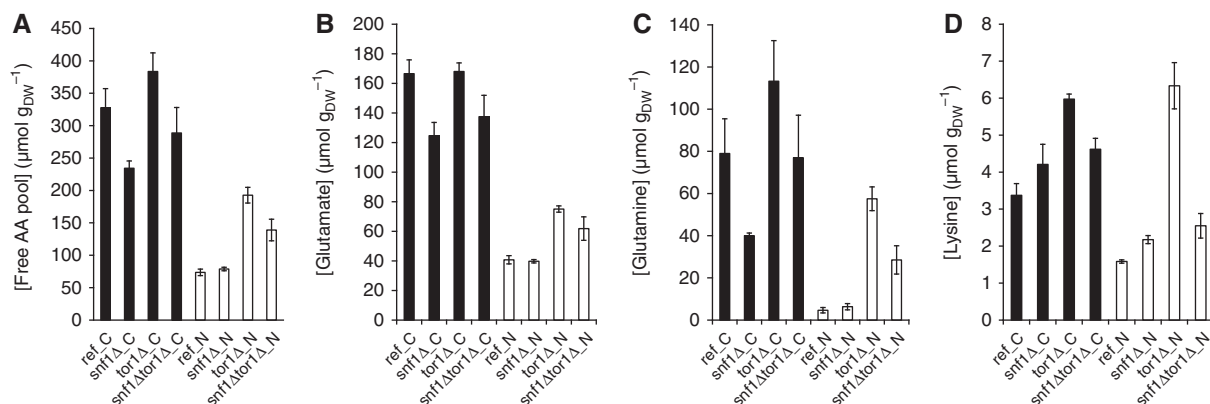 A
[Free AA pool] (µmol gDW⁻¹)
450
400
350
300
250
200
150
100
50
0
ref_C
snf1Δ_C
tor1Δ_C
snf1Δtor1Δ_C
ref_N
snf1Δ_N
tor1Δ_N
snf1Δtor1Δ_N
B
[Glutamate] (µmol gDW⁻¹)
200
180
160
140
120
100
80
60
40
20
0
ref_C
snf1Δ_C
tor1Δ_C
snf1Δtor1Δ_C
ref_N
snf1Δ_N
tor1Δ_N
snf1Δtor1Δ_N
C
[Glutamine] (µmol gDW⁻¹)
140
120
100
80
60
40
20
0
ref_C
snf1Δ_C
tor1Δ_C
snf1Δtor1Δ_C
ref_N
snf1Δ_N
tor1Δ_N
snf1Δtor1Δ_N
D
[Lysine] (µmol gDW⁻¹)
8
7
6
5
4
3
2
1
0
ref_C
snf1Δ_C
tor1Δ_C
snf1Δtor1Δ_C
ref_N
snf1Δ_N
tor1Δ_N
snf1Δtor1Δ_N